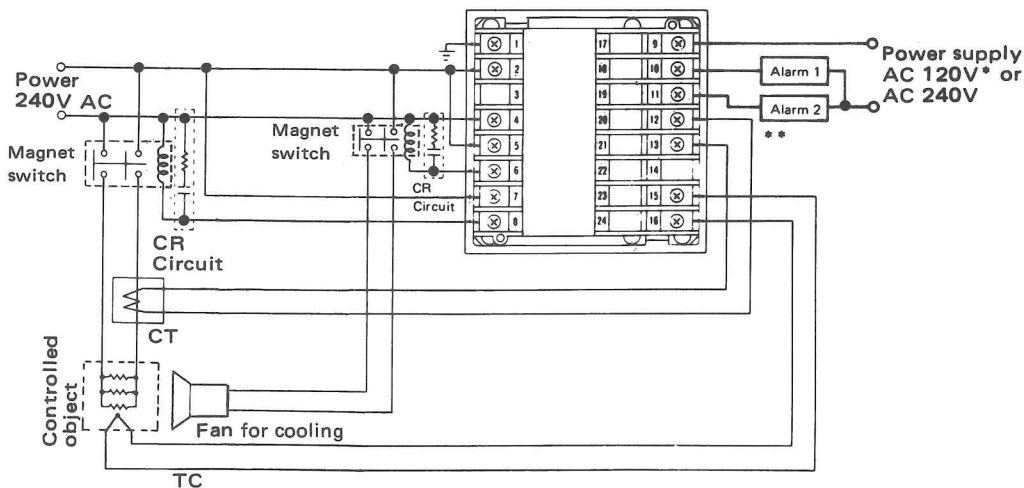 Power
240V AC
Magnet
switch
CR
Circuit
Magnet
switch
CR
Circuit
1
2
3
4
5
6
7
8
17
18
19
20
21
22
23
24
9
10
11
12
13
14
15
16
Alarm 1
Alarm 2
* *
Power supply
AC 120V* or
AC 240V
CT
Controlled
object
Fan for cooling
TC